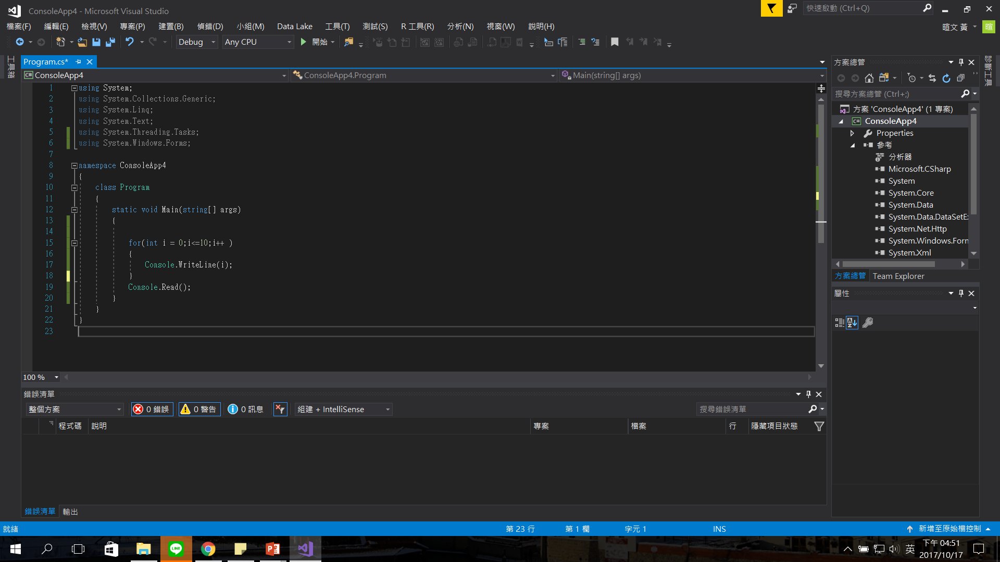 ConsoleApp4 - Microsoft Visual Studio
快速啟動 (Ctrl+Q)
檔案(F) 編輯(E) 檢視(V) 專案(P) 建置(B) 偵錯(D) 小組(M) Data Lake 工具(T) 測試(S) R 工具(R) 分析(N) 視窗(W) 說明(H)
暄文 黃 暄
Debug Any CPU 開始
工具箱
Program.cs*
ConsoleApp4 ConsoleApp4.Program Main(string[] args)
1 using System;
2 using System.Collections.Generic;
3 using System.Linq;
4 using System.Text;
5 using System.Threading.Tasks;
6 using System.Windows.Forms;
7
8 namespace ConsoleApp4
9 {
10 class Program
11 {
12 static void Main(string[] args)
13 {
14
15 for(int i = 0;i<=10;i++ )
16 {
17 Console.WriteLine(i);
18 }
19 Console.Read();
20 }
21 }
22 }
23
100 %
方案總管
搜尋方案總管 (Ctrl+;)
方案 'ConsoleApp4' (1 專案)
C# ConsoleApp4
Properties
參考
分析器
Microsoft.CSharp
System
System.Core
System.Data
System.Data.DataSetE
System.Net.Http
System.Windows.Forn
System.Xml
方案總管 Team Explorer
屬性
診斷工具
錯誤清單
整個方案 0 錯誤 0 警告 0 訊息 組建 + IntelliSense 搜尋錯誤清單
程式碼 說明 專案 檔案 行 隱藏項目狀態
錯誤清單 輸出
就緒 第 23 行 第 1 欄 字元 1 INS 新增至原始檔控制
LINE
英 下午 04:51
2017/10/17